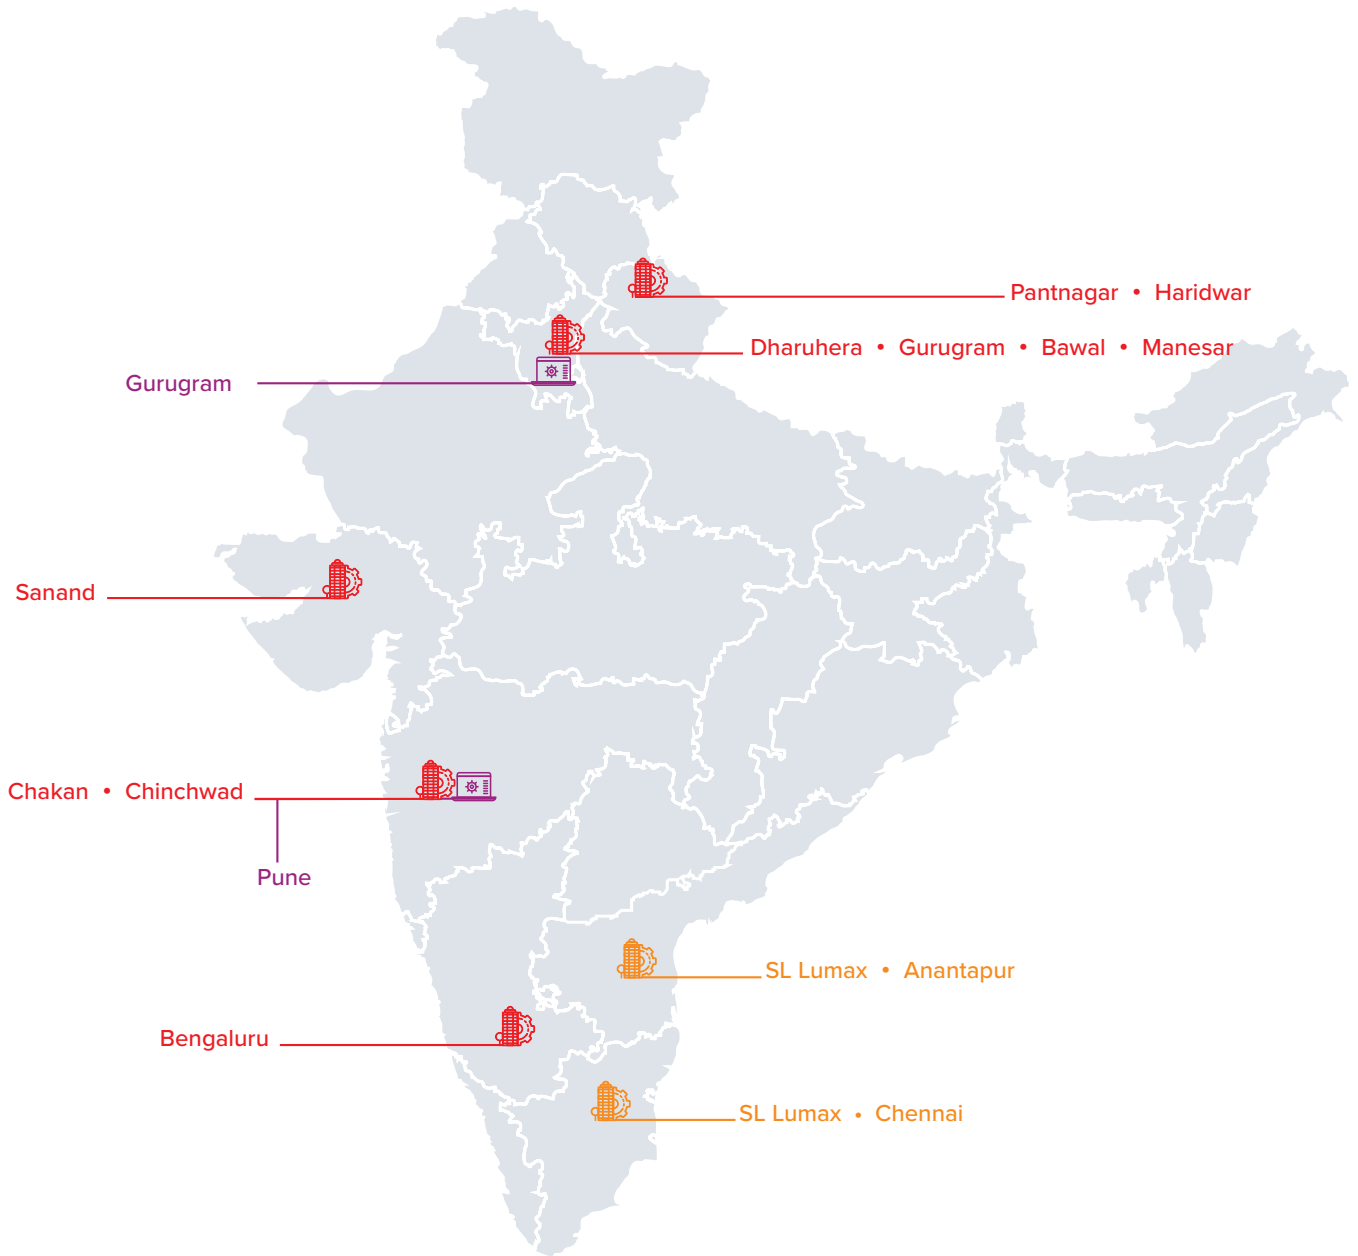 Pantnagar • Haridwar
Dharuhera • Gurugram • Bawal • Manesar
Gurugram
Sanand
Chakan • Chinchwad
Pune
SL Lumax • Anantapur
Bengaluru
SL Lumax • Chennai